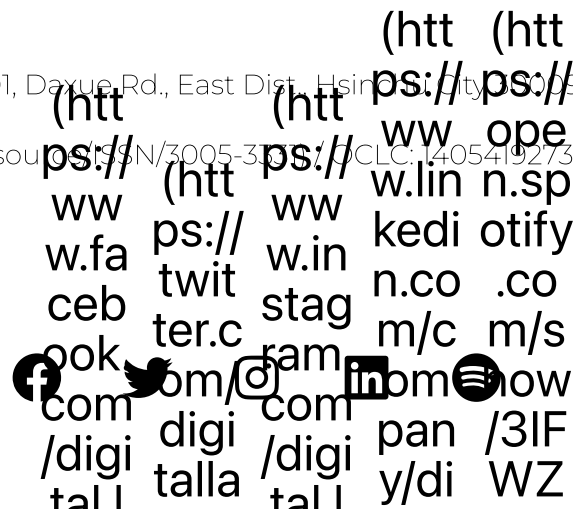 (htt
ps://
ww
w.fa
ceb
ook.
com
/digi
(htt
ps://
twit
ter.c
om/
digi
talla
(htt
ps://
ww
w.in
stag
ram.
com
/digi
(htt
ps://
ww
w.lin
kedi
n.co
m/c
om
pan
y/di
(htt
ps://
ope
n.sp
otify
.co
m/s
how
/3IF
WZ
Daxue Rd., East Dist., Hsinchu City
/ OCLC: 1405419273